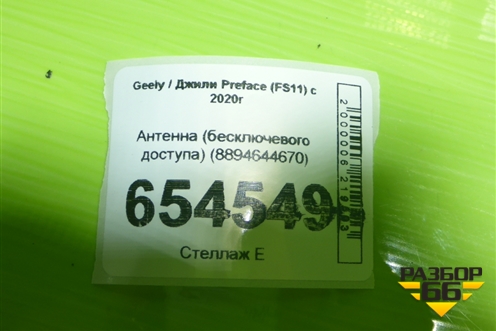 Geely / Джили Preface (FS11) с
2020г
Антенна (бесключевого
доступа) (8894644670)
654549
Стеллаж Е
РАЗБОР
66